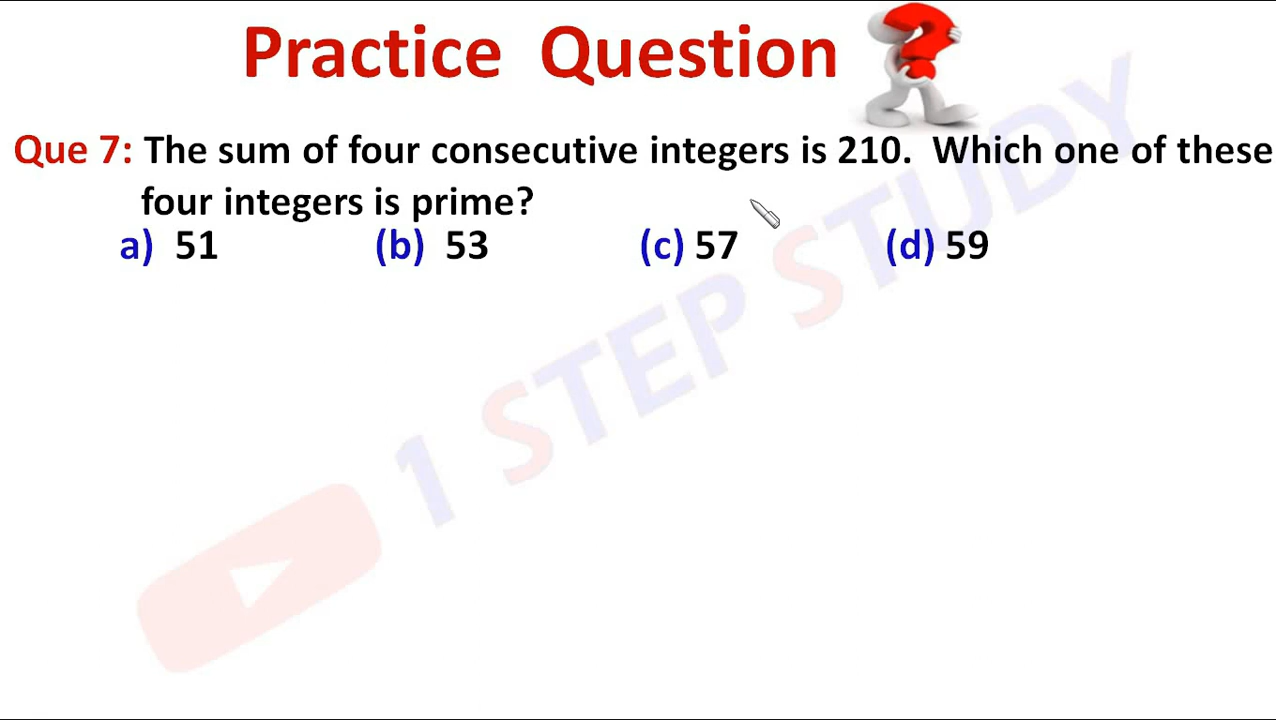 Practice Question
Que 7: The sum of four consecutive integers is 210. Which one of these
four integers is prime?
a) 51 (b) 53 (c) 57 (d) 59
1 STEP STUDY